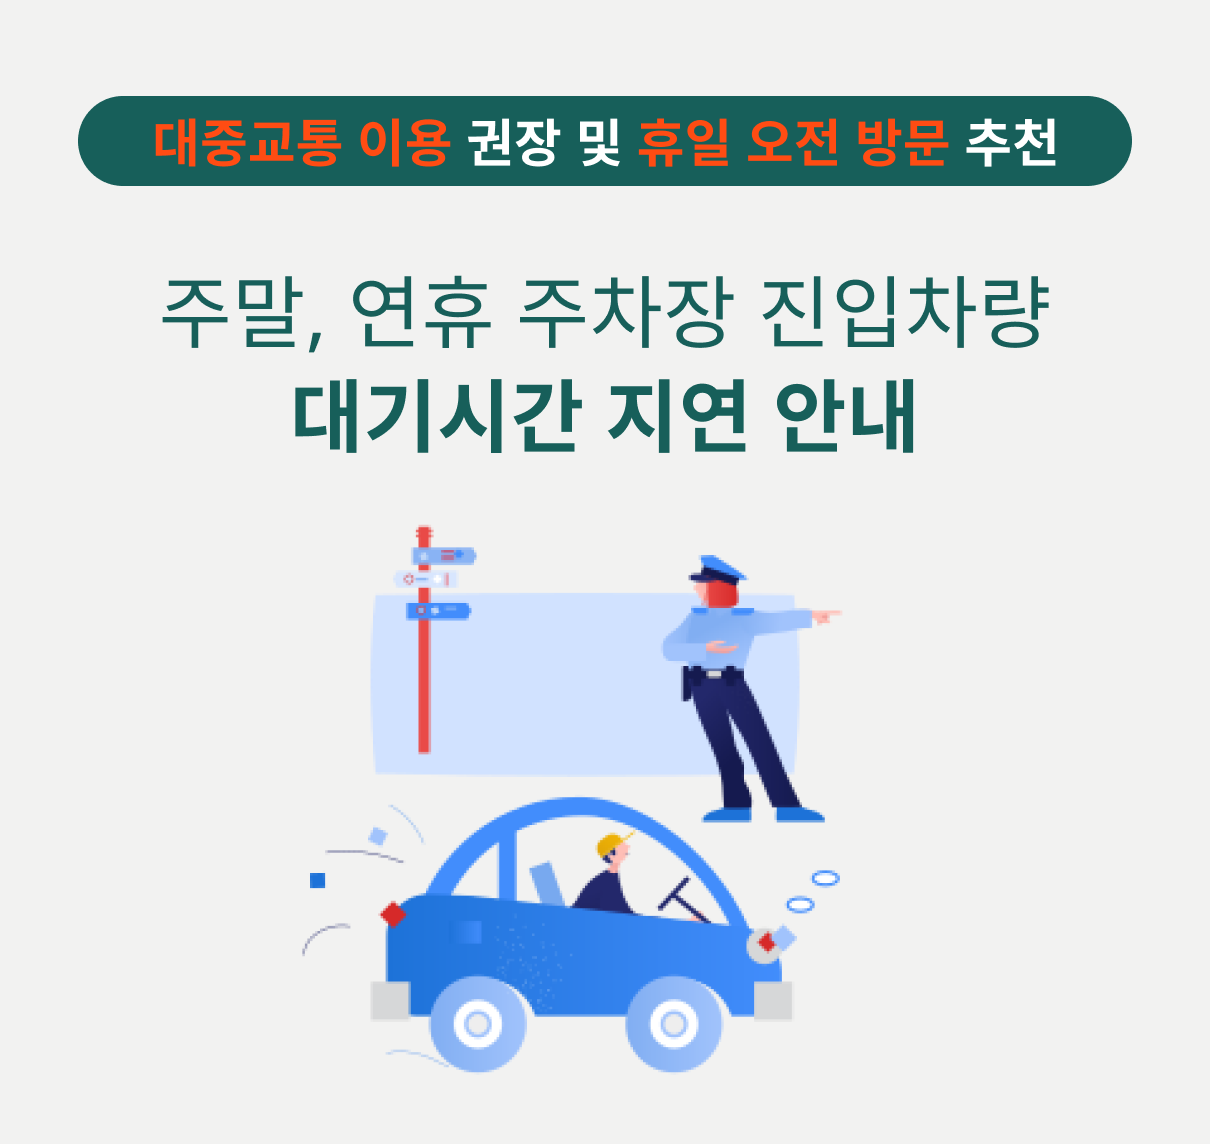 대중교통 이용 권장 및 휴일 오전 방문 추천
주말, 연휴 주차장 진입차량
대기시간 지연 안내